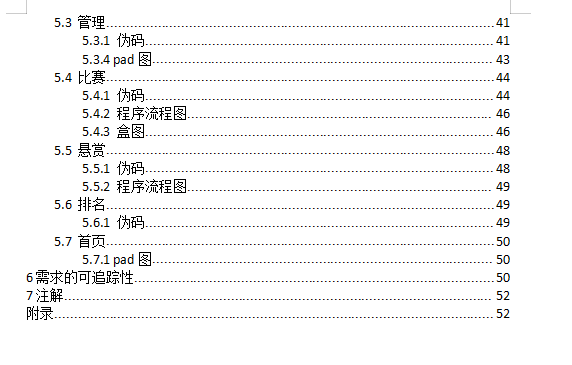 5.3 管理........................................41
5.3.1 伪码........................................41
5.3.4 pad 图........................................43
5.4 比赛........................................44
5.4.1 伪码........................................44
5.4.2 程序流程图........................................46
5.4.3 盒图........................................46
5.5 悬赏........................................48
5.5.1 伪码........................................48
5.5.2 程序流程图........................................49
5.6 排名........................................49
5.6.1 伪码........................................49
5.7 首页........................................50
5.7.1 pad 图........................................50
6 需求的可追踪性........................................50
7 注解........................................52
附录........................................52